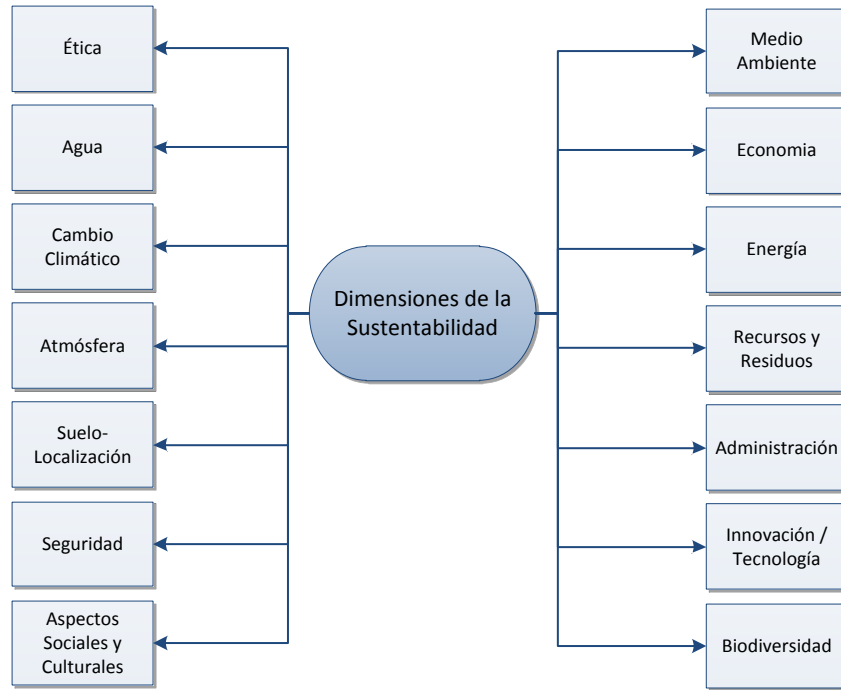 Ética
Agua
Cambio
Climático
Atmósfera
Suelo-
Localización
Seguridad
Aspectos
Sociales y
Culturales
Dimensiones de la
Sustentabilidad
Medio
Ambiente
Economia
Energía
Recursos y
Residuos
Administración
Innovación /
Tecnología
Biodiversidad